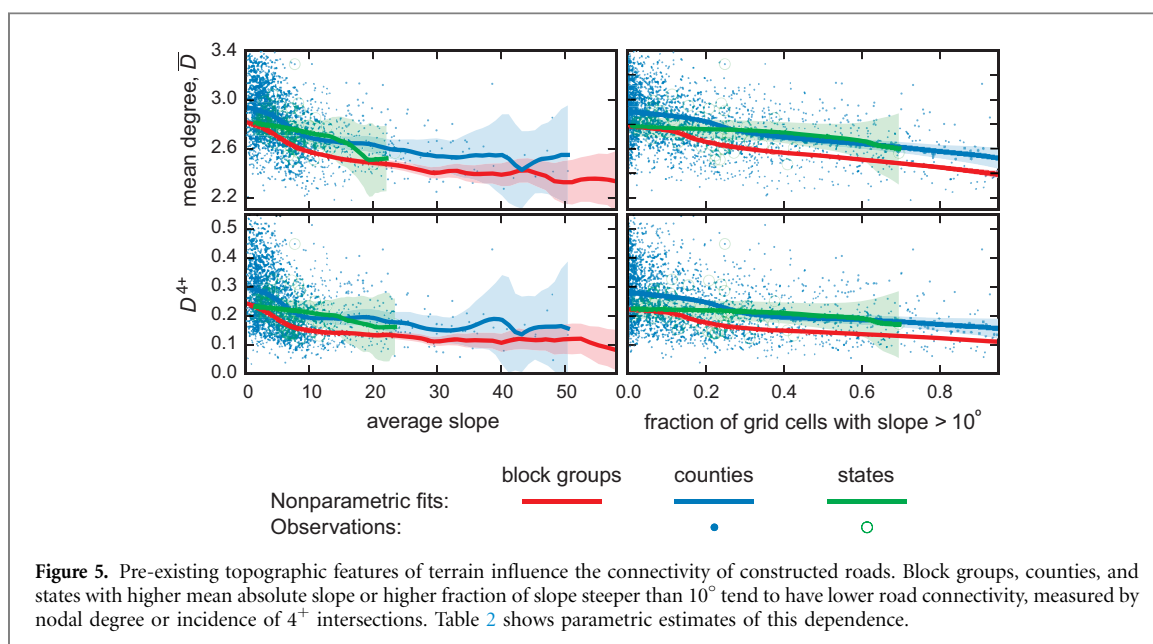 3.4
3.0
2.6
2.2
mean degree, D̅
0.5
0.4
0.3
0.2
0.1
0.0
D⁴⁺
0 10 20 30 40 50
average slope
0.0 0.2 0.4 0.6 0.8
fraction of grid cells with slope > 10°
block groups counties states
Nonparametric fits:
Observations:
Figure 5. Pre-existing topographic features of terrain influence the connectivity of constructed roads. Block groups, counties, and
states with higher mean absolute slope or higher fraction of slope steeper than 10° tend to have lower road connectivity, measured by
nodal degree or incidence of 4⁺ intersections. Table 2 shows parametric estimates of this dependence.